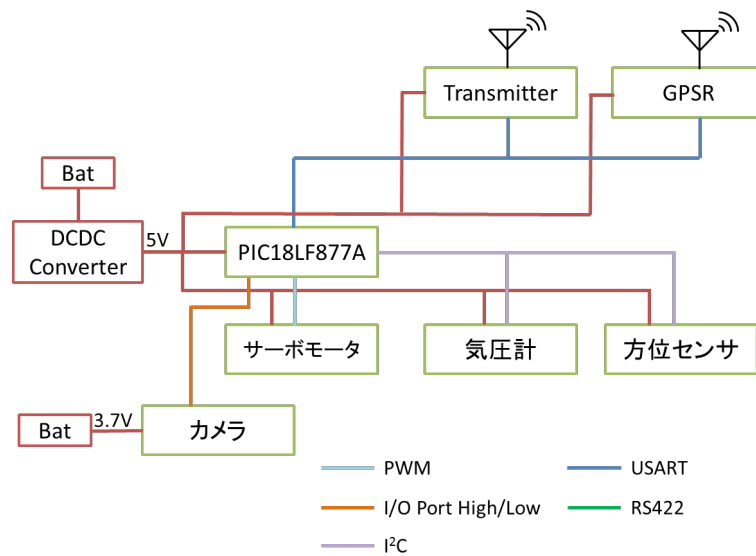 Transmitter
GPSR
Bat
DCDC
Converter
5V
PIC18LF877A
サーボモータ
気圧計
方位センサ
Bat
3.7V
カメラ
PWM
USART
I/O Port High/Low
RS422
I²C